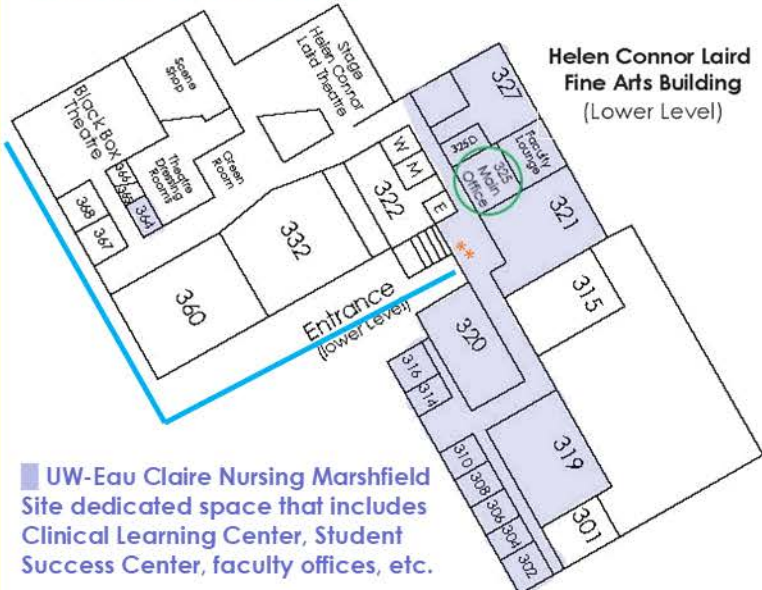 Helen Connor Laird
Fine Arts Building
(Lower Level)
Stage
Helen Connor
Laird Theatre
Scene
Shop
Black Box
Theatre
Theatre
Dressing
Rooms
Green
Room
366
365
364
368
367
360
332
322
W
M
E
327
325D
325
Main
Office
Faculty
Lounge
321
**
315
Entrance
(lower Level)
320
316
314
319
310
308
306
304
302
301
UW-Eau Claire Nursing Marshfield
Site dedicated space that includes
Clinical Learning Center, Student
Success Center, faculty offices, etc.